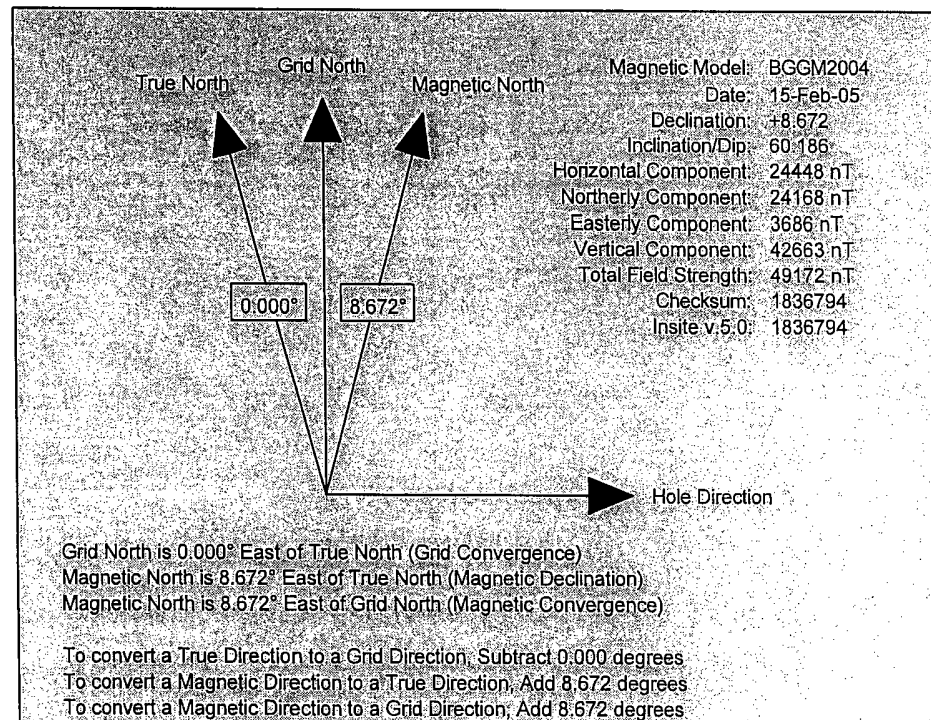 Grid North
True North
Magnetic North
Magnetic Model: BGGM2004
Date: 15-Feb-05
Declination: +8.672
Inclination/Dip: 60.186
Horizontal Component: 24448 nT
Northerly Component: 24168 nT
Easterly Component: 3686 nT
Vertical Component: 42663 nT
Total Field Strength: 49172 nT
Checksum: 1836794
Insite v.5.0: 1836794
0.000°
8.672°
Hole Direction
Grid North is 0.000° East of True North (Grid Convergence)
Magnetic North is 8.672° East of True North (Magnetic Declination)
Magnetic North is 8.672° East of Grid North (Magnetic Convergence)
To convert a True Direction to a Grid Direction, Subtract 0.000 degrees
To convert a Magnetic Direction to a True Direction, Add 8.672 degrees
To convert a Magnetic Direction to a Grid Direction, Add 8.672 degrees